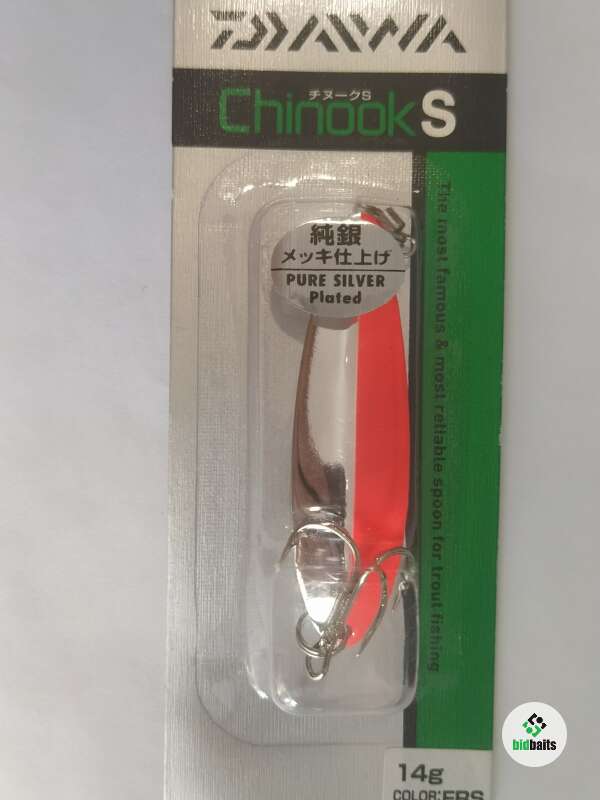 DAIWA
チヌークS
Chinook S
純銀
メッキ仕上げ
PURE SILVER
Plated
The most famous & most reliable spoon for trout fishing
14g
COLOR:FRS
bidbaits